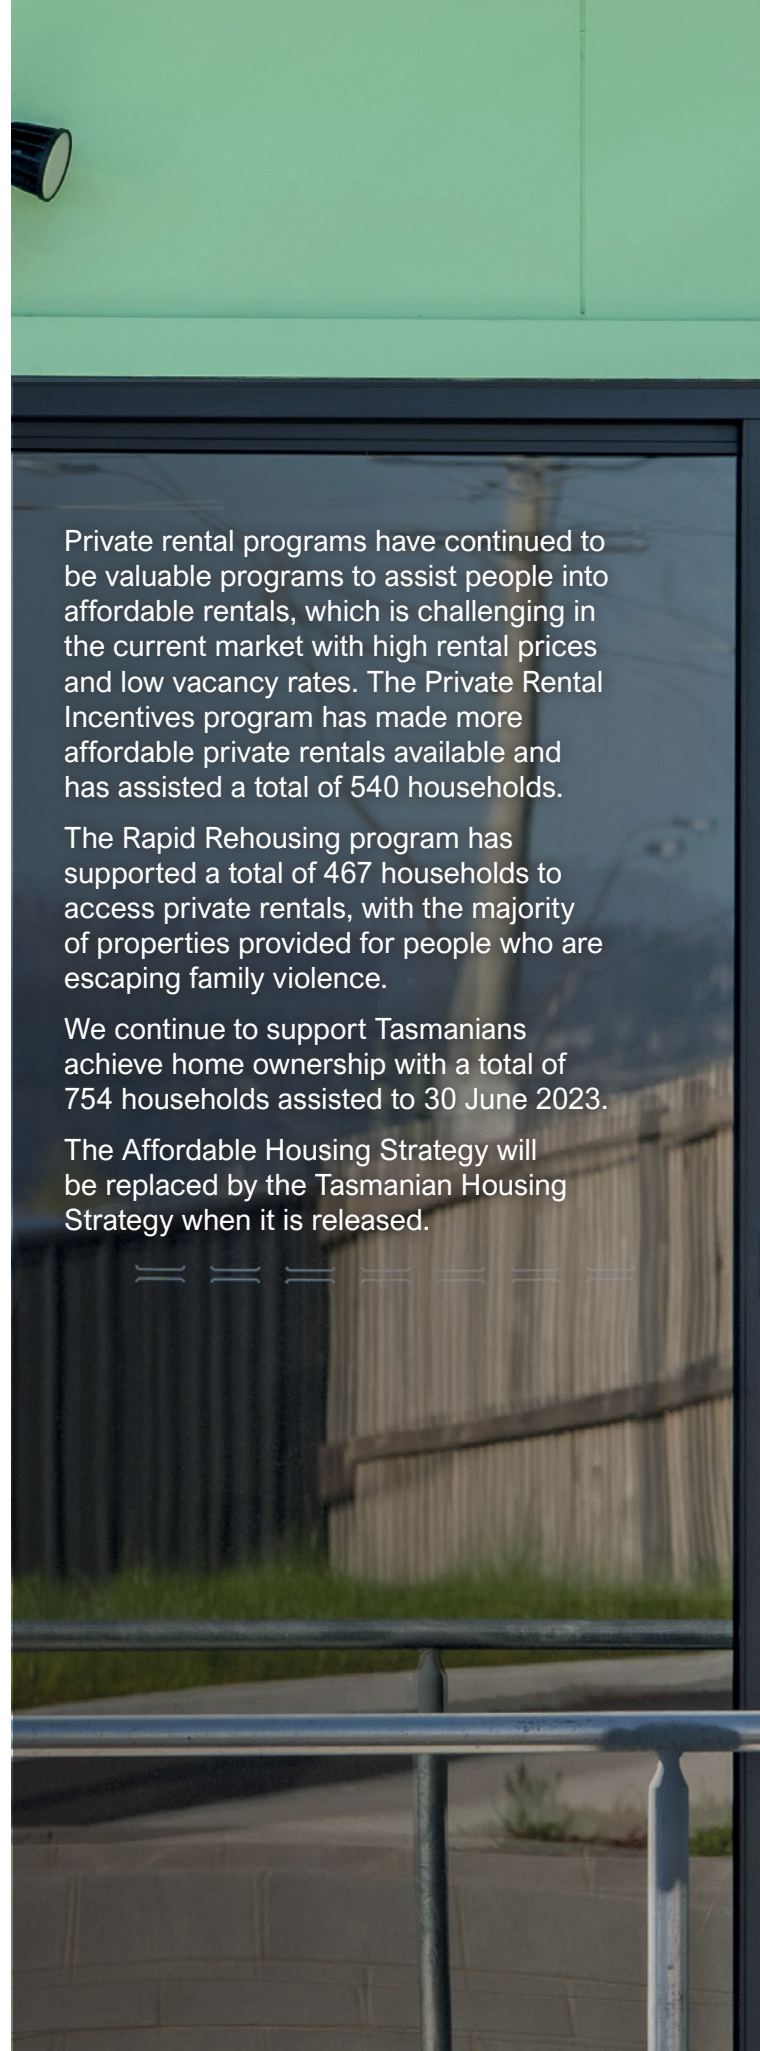 Private rental programs have continued to
be valuable programs to assist people into
affordable rentals, which is challenging in
the current market with high rental prices
and low vacancy rates. The Private Rental
Incentives program has made more
affordable private rentals available and
has assisted a total of 540 households.
The Rapid Rehousing program has
supported a total of 467 households to
access private rentals, with the majority
of properties provided for people who are
escaping family violence.
We continue to support Tasmanians
achieve home ownership with a total of
754 households assisted to 30 June 2023.
The Affordable Housing Strategy will
be replaced by the Tasmanian Housing
Strategy when it is released.